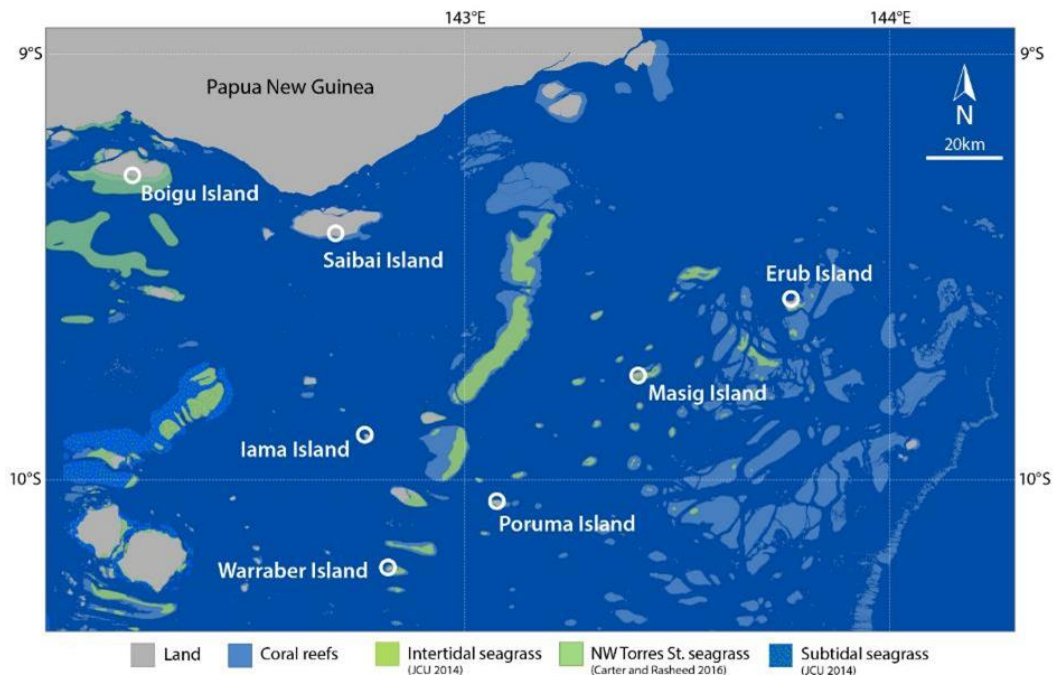 143°E
144°E
9°S
9°S
Papua New Guinea
N
20km
Boigu Island
Saibai Island
Erub Island
Masig Island
Iama Island
10°S
10°S
Poruma Island
Warraber Island
Land
Coral reefs
Intertidal seagrass
(JCU 2014)
NW Torres St. seagrass
(Carter and Rasheed 2016)
Subtidal seagrass
(JCU 2014)